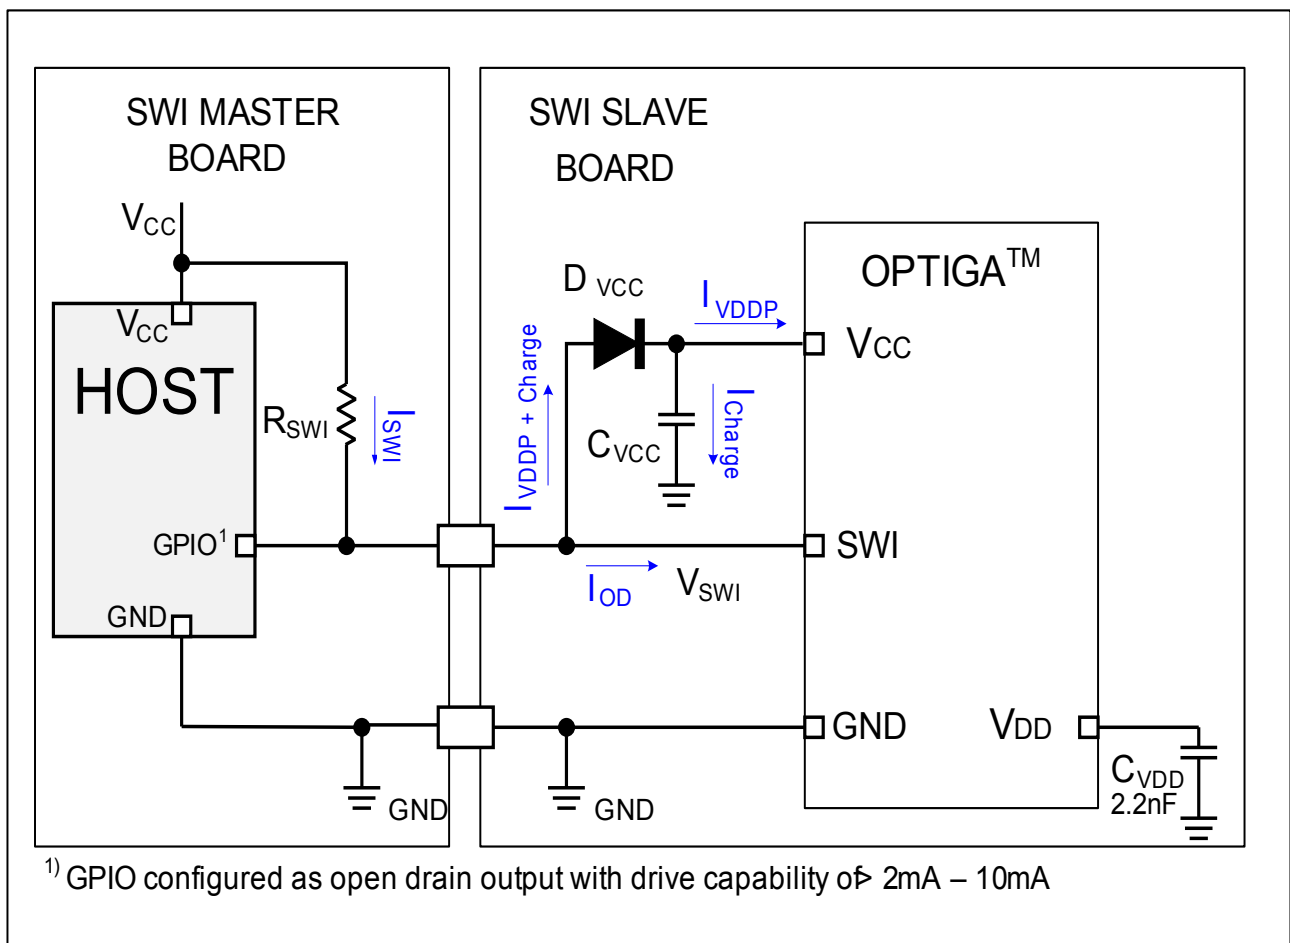 SWI MASTER
BOARD
SWI SLAVE
BOARD
VCC
VCC
HOST
RSWI
ISWI
GPIO1
GND
GND
D VCC
IVDDP
IVDDP + Charge
CVCC
ICharge
OPTIGATM
VCC
SWI
IOD
VSWI
GND
VDD
GND
CVDD
2.2nF
1) GPIO configured as open drain output with drive capability of> 2mA – 10mA